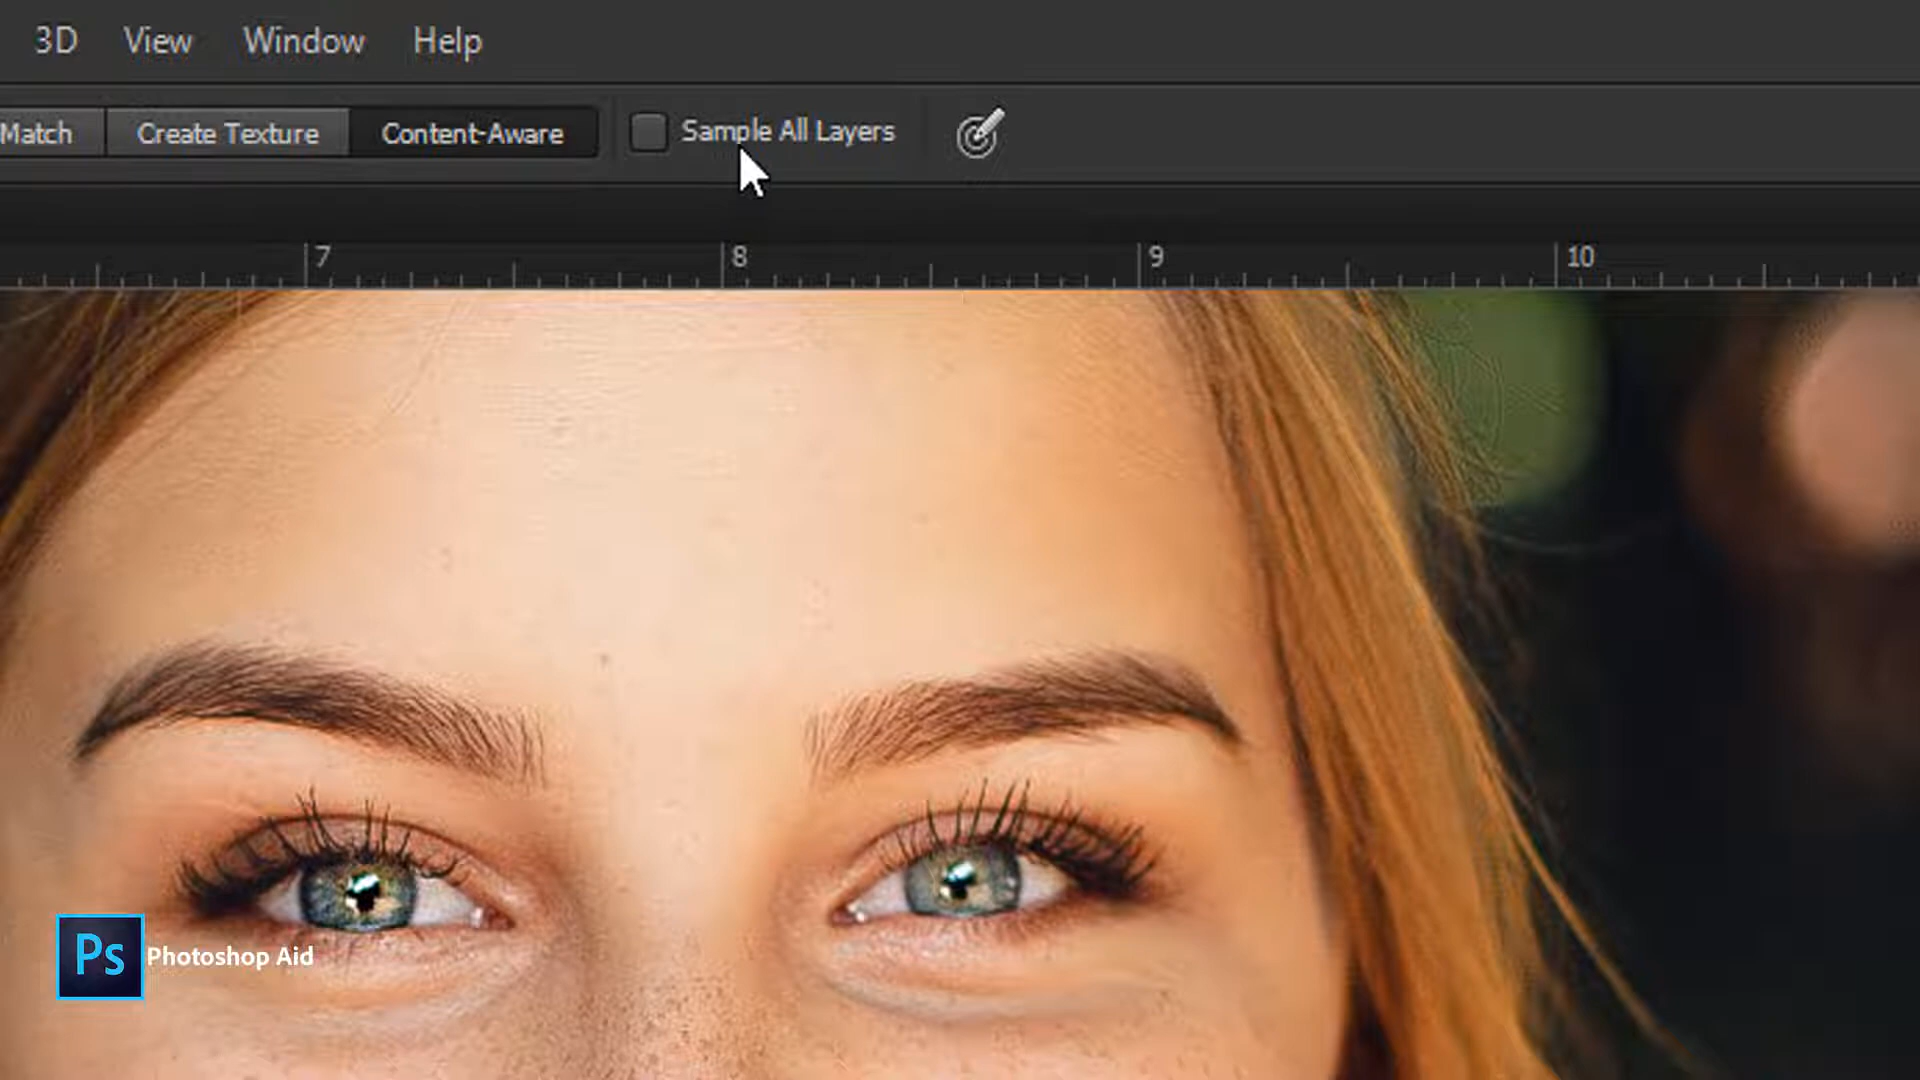 3D View Window Help
Match Create Texture Content-Aware Sample All Layers
7 8 9 10
Ps Photoshop Aid